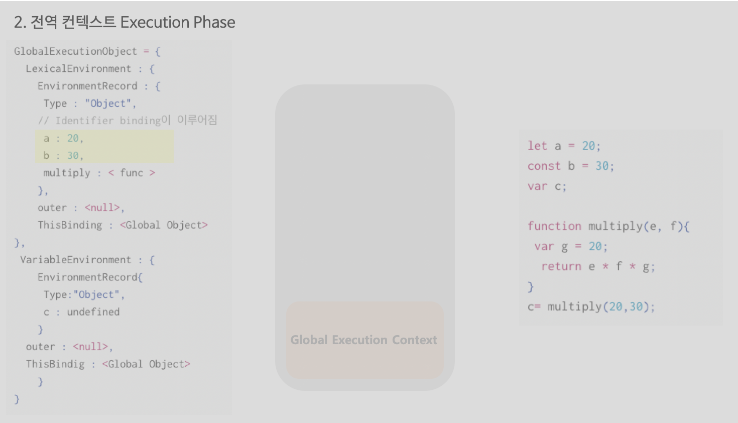 2. 전역 컨텍스트 Execution Phase
GlobalExecutionObject = {
LexicalEnvironment : {
EnvironmentRecord : {
Type : "Object",
// Identifier binding이 이루어짐
a : 20,
b : 30,
multiply : < func >
},
outer : <null>,
ThisBinding : <Global Object>
},
VariableEnvironment : {
EnvironmentRecord{
Type:"Object",
c : undefined
}
outer : <null>,
ThisBindig : <Global Object>
}
}
Global Execution Context
let a = 20;
const b = 30;
var c;
function multiply(e, f){
var g = 20;
return e * f * g;
}
c= multiply(20,30);